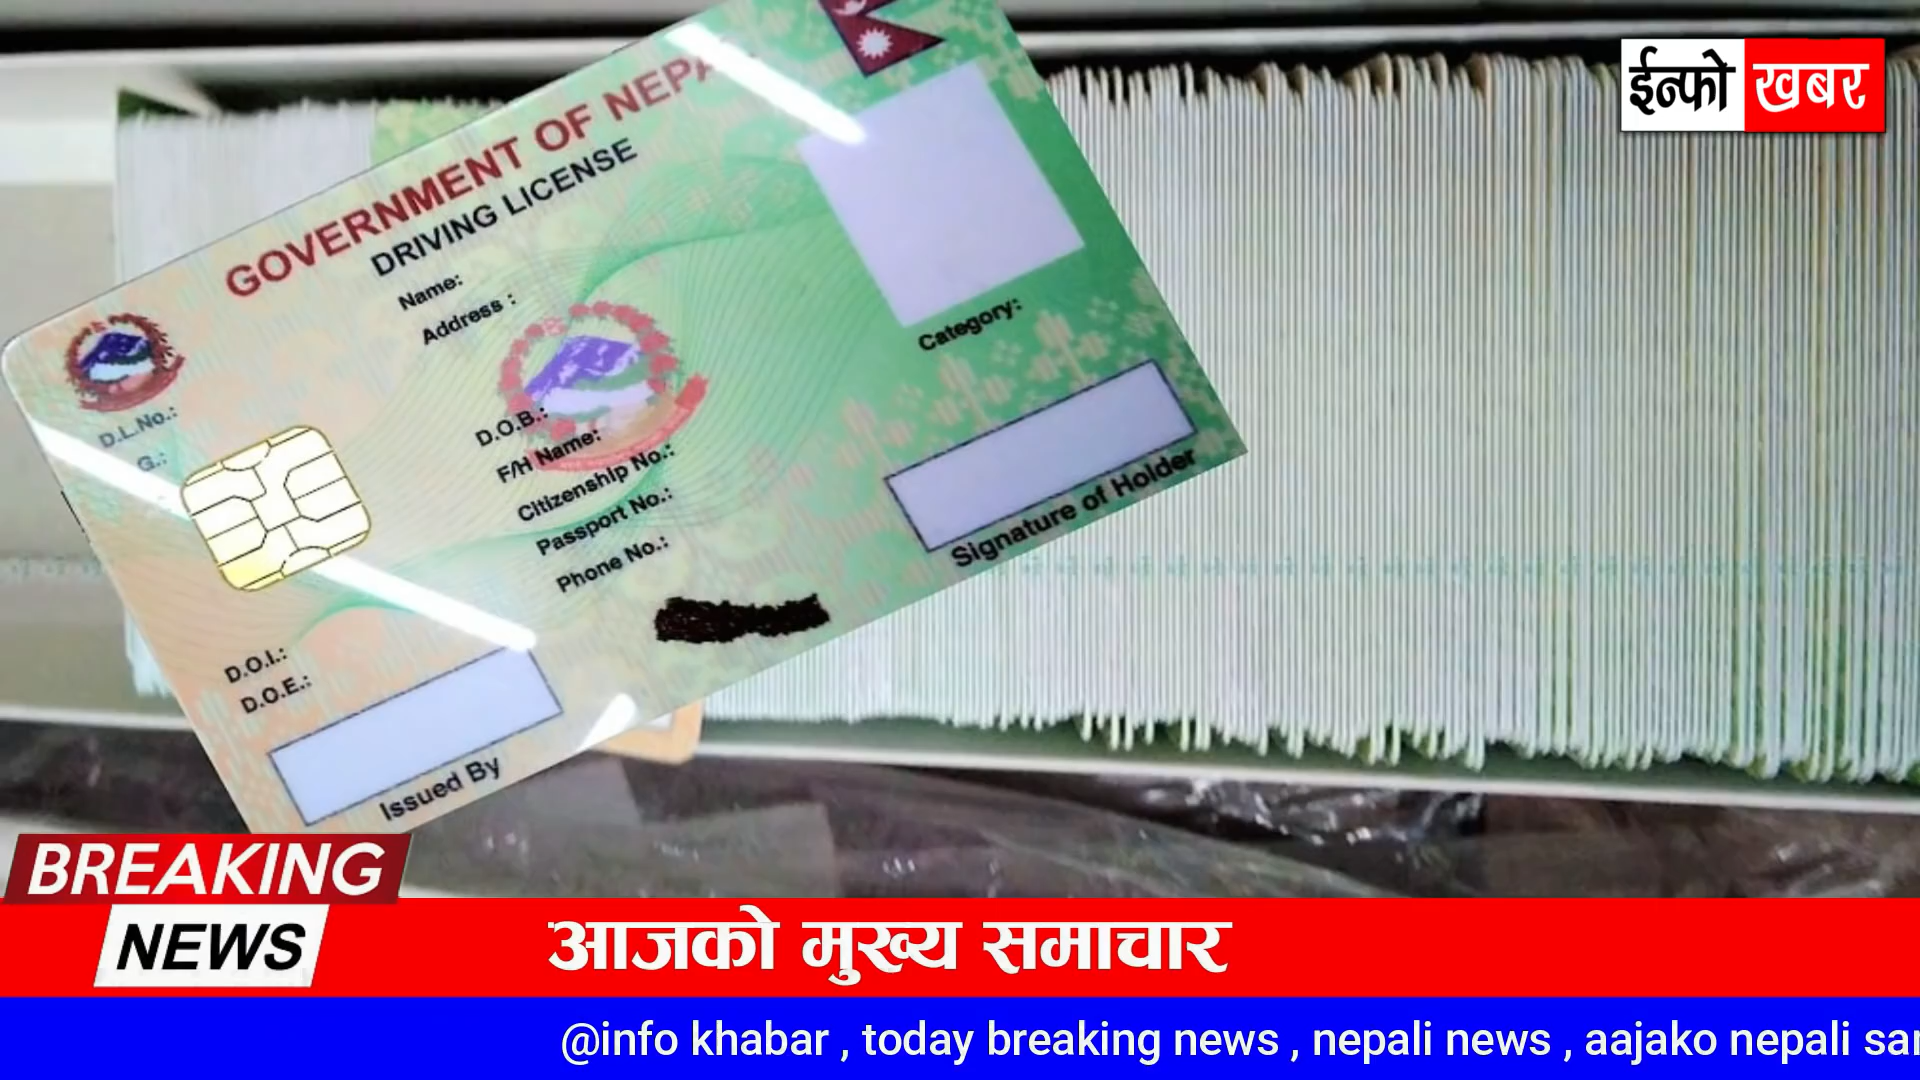 ईन्फो खबर
GOVERNMENT OF NEPA
DRIVING LICENSE
Name:
Address :
Category:
D.L.No.:
G.:
D.O.B.:
F/H Name:
Citizenship No.:
Passport No.:
Phone No.:
Signature of Holder
D.O.I.:
D.O.E.:
Issued By
BREAKING
NEWS
आजको मुख्य समाचार
@info khabar , today breaking news , nepali news , aajako nepali sa